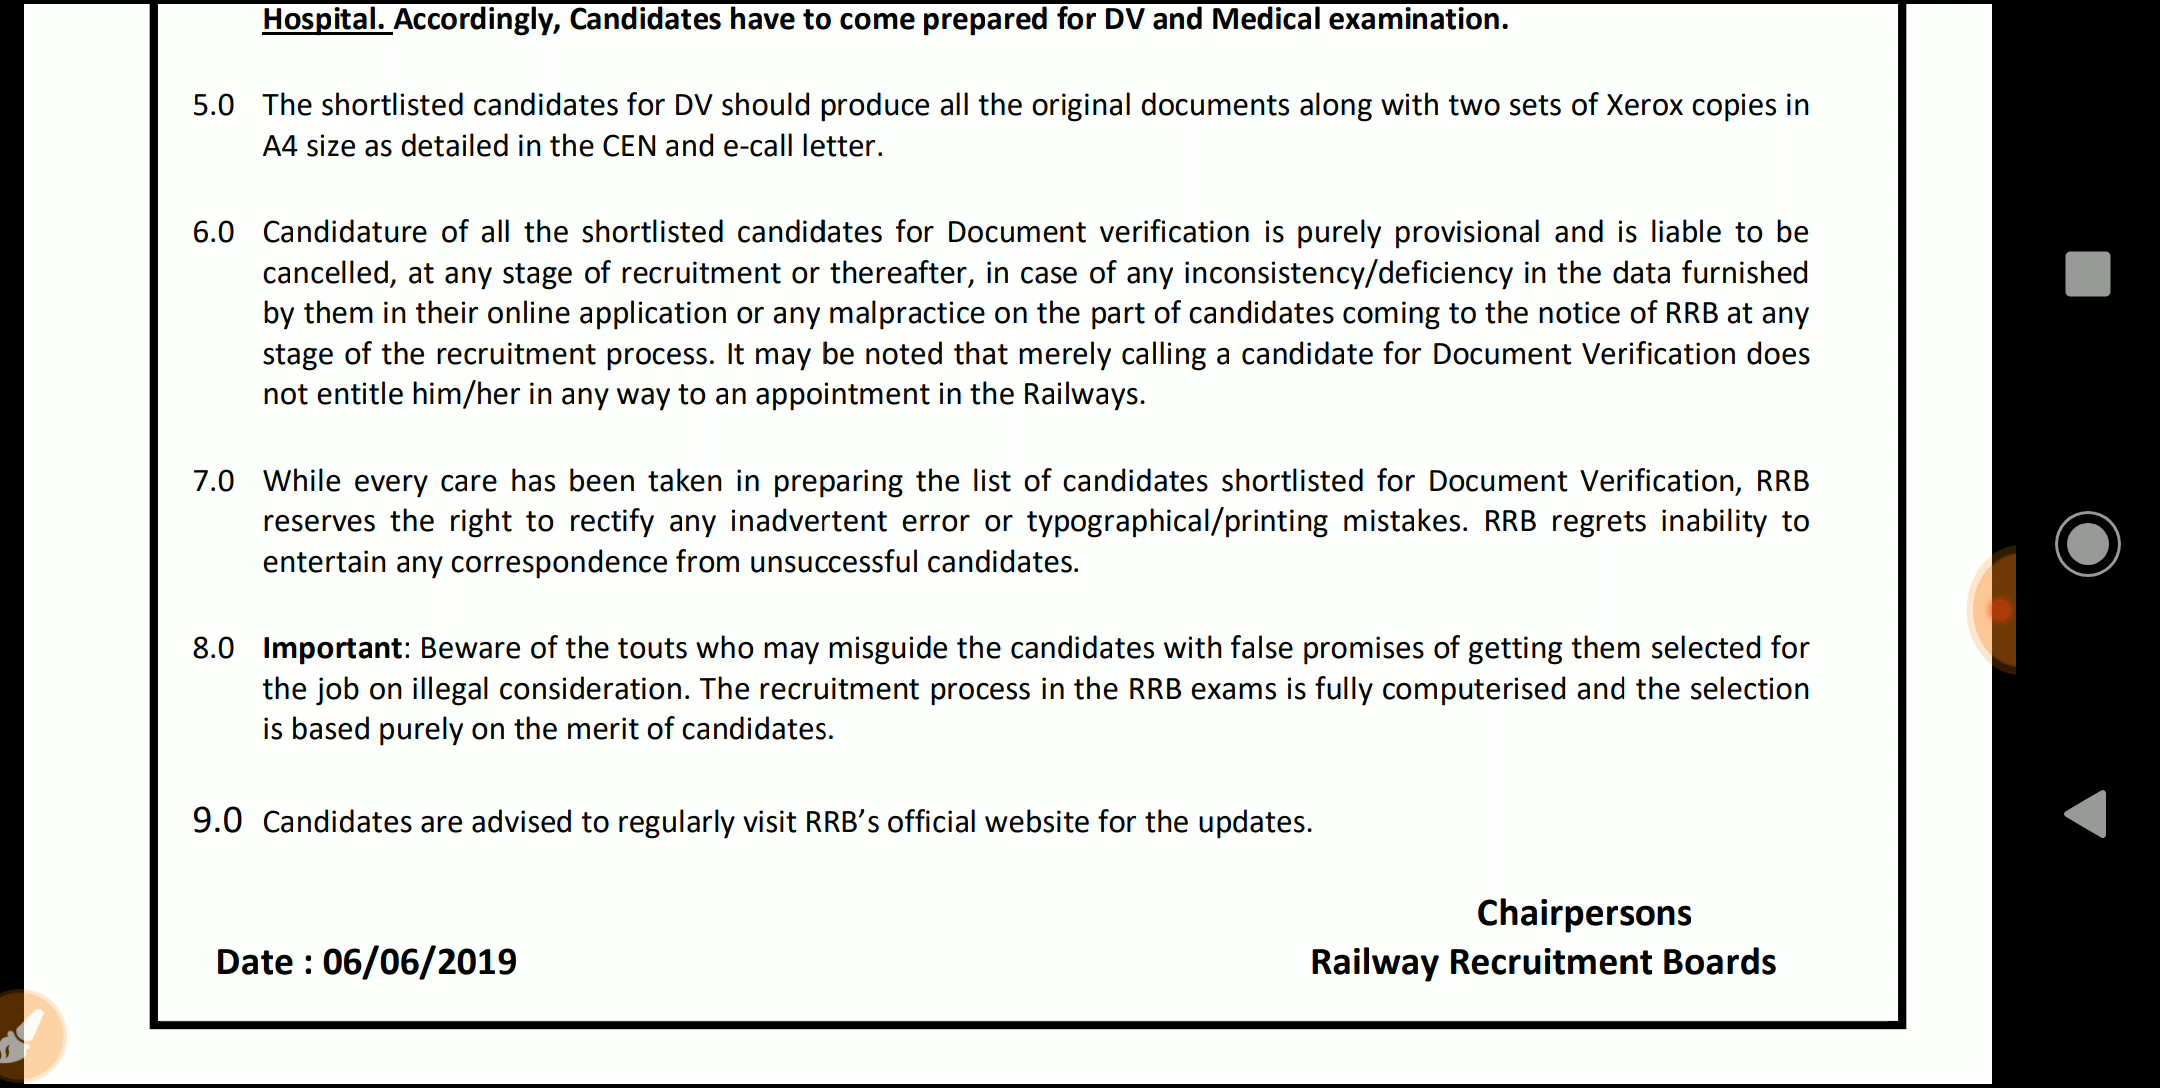 Hospital. Accordingly, Candidates have to come prepared for DV and Medical examination.
5.0 The shortlisted candidates for DV should produce all the original documents along with two sets of Xerox copies in
A4 size as detailed in the CEN and e-call letter.
6.0 Candidature of all the shortlisted candidates for Document verification is purely provisional and is liable to be
cancelled, at any stage of recruitment or thereafter, in case of any inconsistency/deficiency in the data furnished
by them in their online application or any malpractice on the part of candidates coming to the notice of RRB at any
stage of the recruitment process. It may be noted that merely calling a candidate for Document Verification does
not entitle him/her in any way to an appointment in the Railways.
7.0 While every care has been taken in preparing the list of candidates shortlisted for Document Verification, RRB
reserves the right to rectify any inadvertent error or typographical/printing mistakes. RRB regrets inability to
entertain any correspondence from unsuccessful candidates.
8.0 Important: Beware of the touts who may misguide the candidates with false promises of getting them selected for
the job on illegal consideration. The recruitment process in the RRB exams is fully computerised and the selection
is based purely on the merit of candidates.
9.0 Candidates are advised to regularly visit RRB’s official website for the updates.
Chairpersons
Date : 06/06/2019 Railway Recruitment Boards